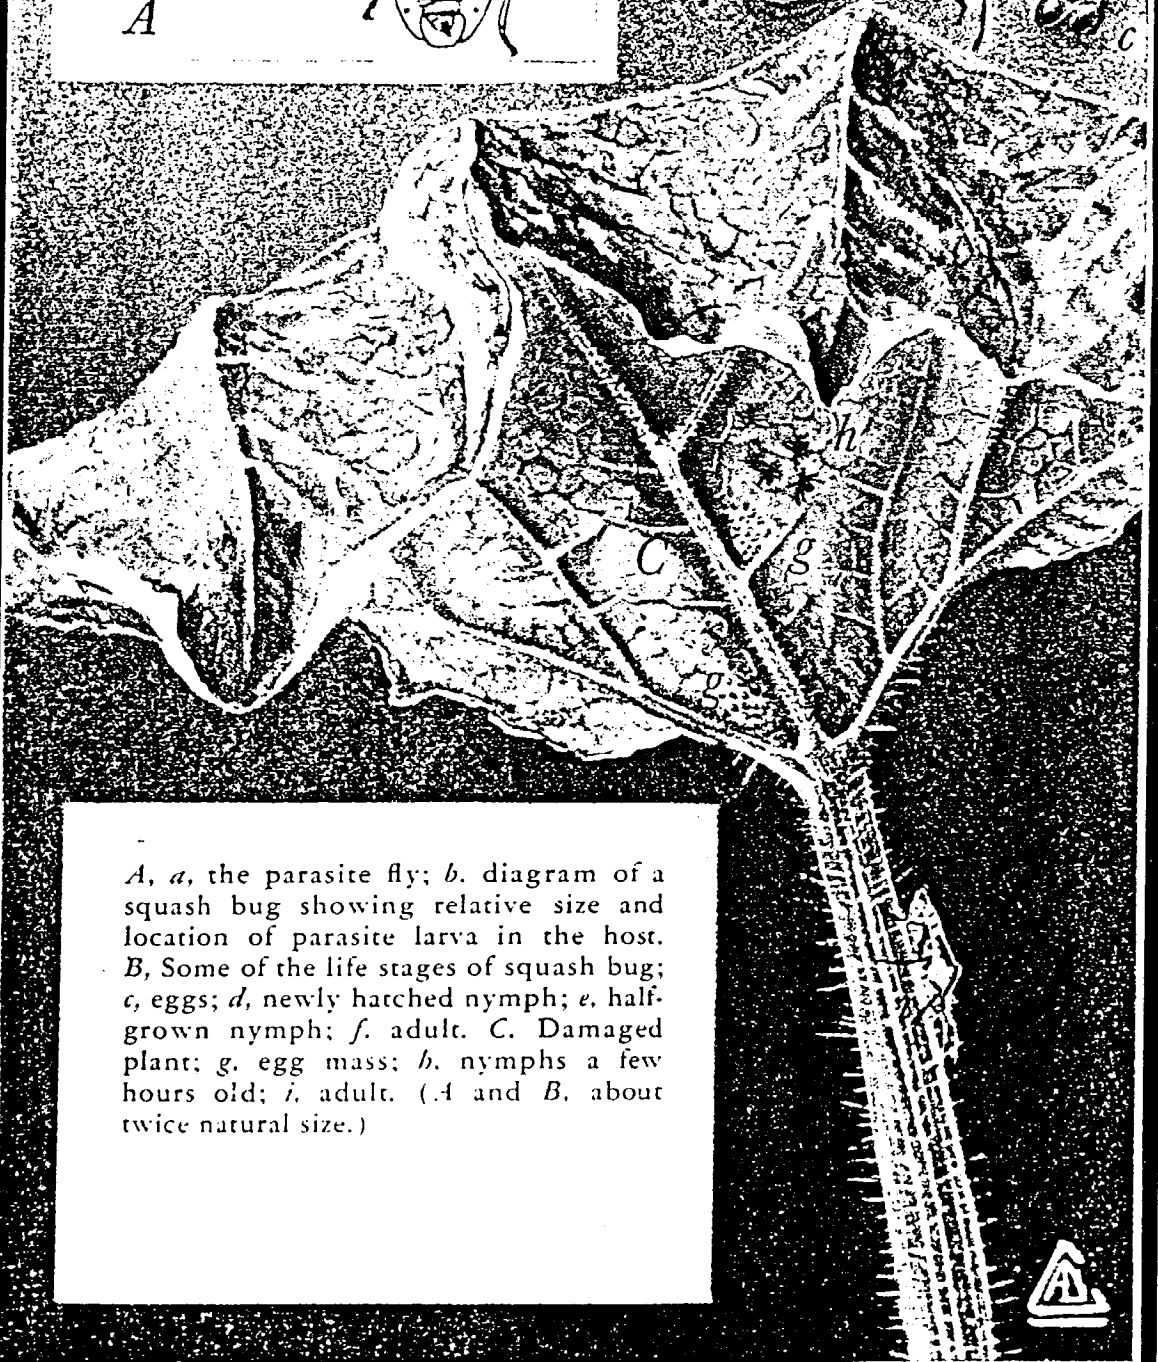 A
c
h
C
g
g
A, a, the parasite fly; b. diagram of a
squash bug showing relative size and
location of parasite larva in the host.
B, Some of the life stages of squash bug;
c, eggs; d, newly hatched nymph; e, half-
grown nymph; f. adult. C. Damaged
plant; g. egg mass; h. nymphs a few
hours old; i. adult. (A and B. about
twice natural size.)